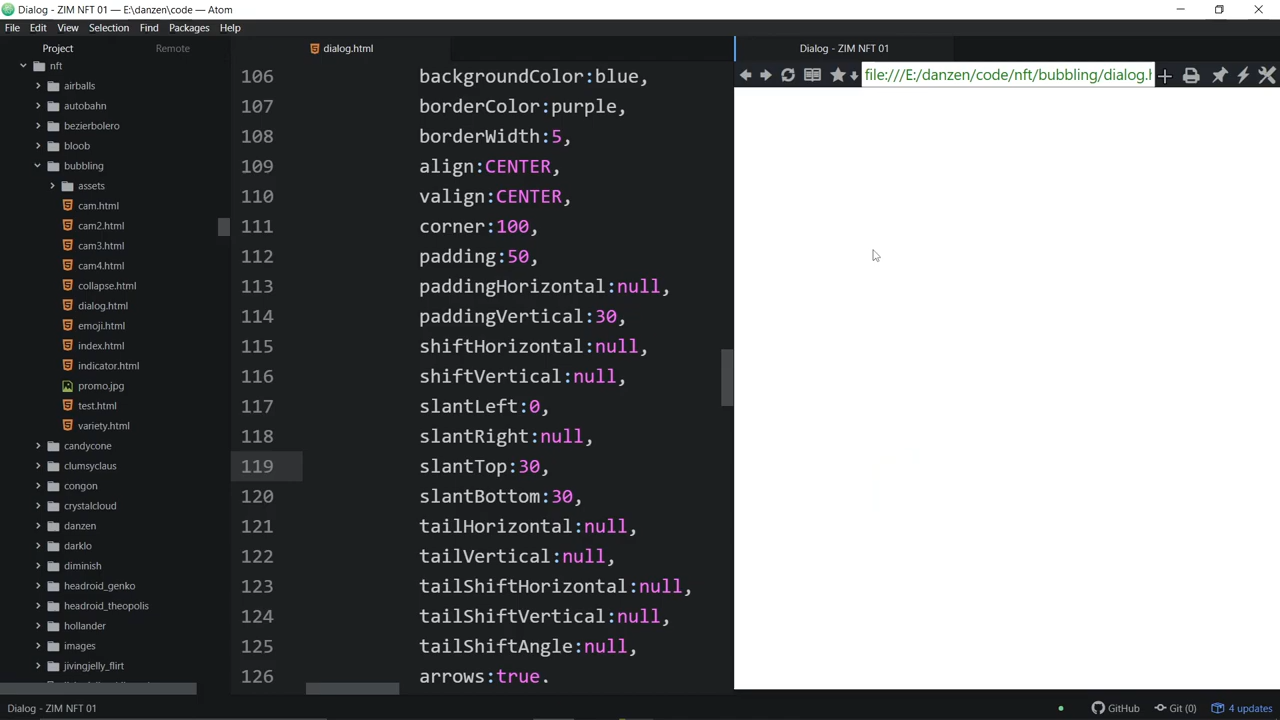 Dialog - ZIM NFT 01 — E:\danzen\code — Atom
File Edit View Selection Find Packages Help
Project Remote
nft
airballs
autobahn
bezierbolero
bloob
bubbling
assets
cam.html
cam2.html
cam3.html
cam4.html
collapse.html
dialog.html
emoji.html
index.html
indicator.html
promo.jpg
test.html
variety.html
candycone
clumsyclaus
congon
crystalcloud
danzen
darklo
diminish
headroid_genko
headroid_theopolis
hollander
images
jivingjelly_flirt
dialog.html
106 backgroundColor:blue,
107 borderColor:purple,
108 borderWidth:5,
109 align:CENTER,
110 valign:CENTER,
111 corner:100,
112 padding:50,
113 paddingHorizontal:null,
114 paddingVertical:30,
115 shiftHorizontal:null,
116 shiftVertical:null,
117 slantLeft:0,
118 slantRight:null,
119 slantTop:30,
120 slantBottom:30,
121 tailHorizontal:null,
122 tailVertical:null,
123 tailShiftHorizontal:null,
124 tailShiftVertical:null,
125 tailShiftAngle:null,
126 arrows:true.
Dialog - ZIM NFT 01
file:///E:/danzen/code/nft/bubbling/dialog.h
Dialog - ZIM NFT 01
GitHub Git (0) 4 updates